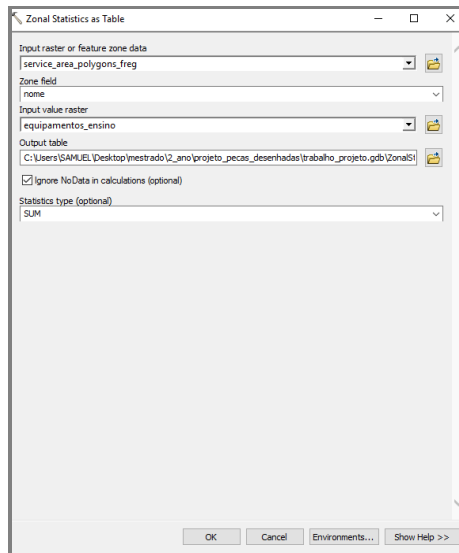 Zonal Statistics as Table
Input raster or feature zone data
service_area_polygons_freg
Zone field
nome
Input value raster
equipamentos_ensino
Output table
C:\Users\SAMUEL\Desktop\mestrado\2_ano\projeto_pecas_desenhadas\trabalho_projeto.gdb\ZonalSt
Ignore NoData in calculations (optional)
Statistics type (optional)
SUM
OK Cancel Environments... Show Help >>